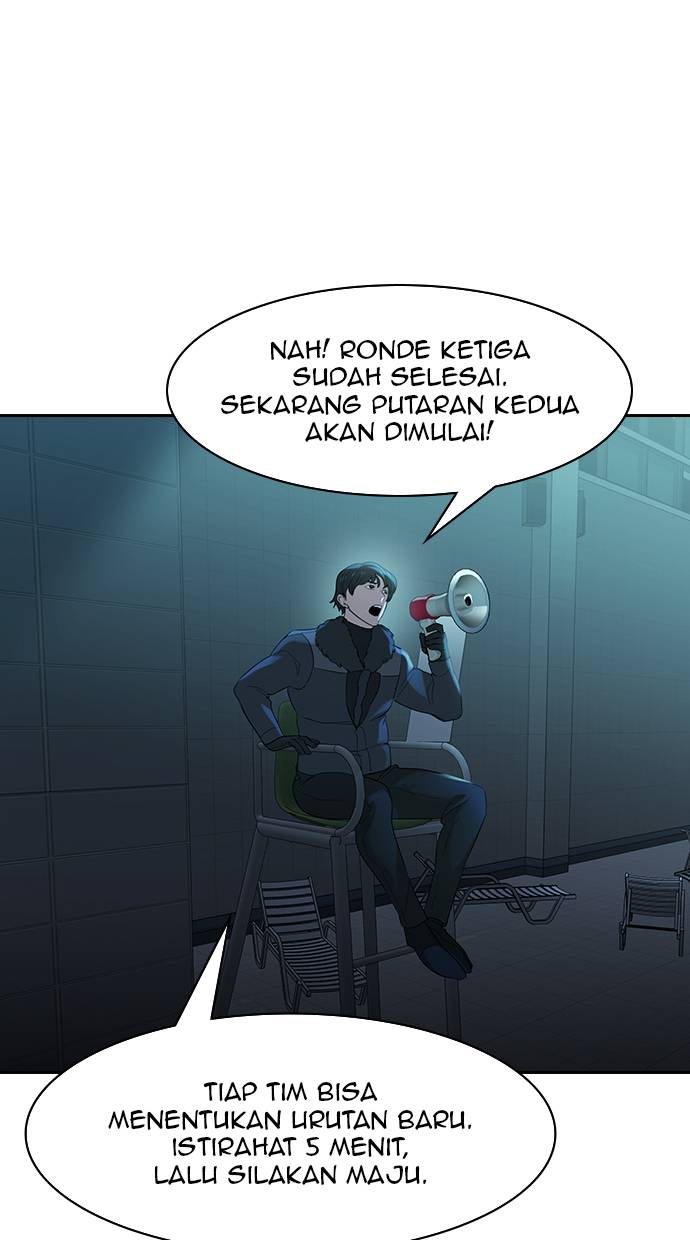 NAH! RONDE KETIGA
SUDAH SELESAI.
SEKARANG PUTARAN KEDUA
AKAN DIMULAI!
TIAP TIM BISA
MENENTUKAN URUTAN BARU.
ISTIRAHAT 5 MENIT,
LALU SILAKAN MAJU.